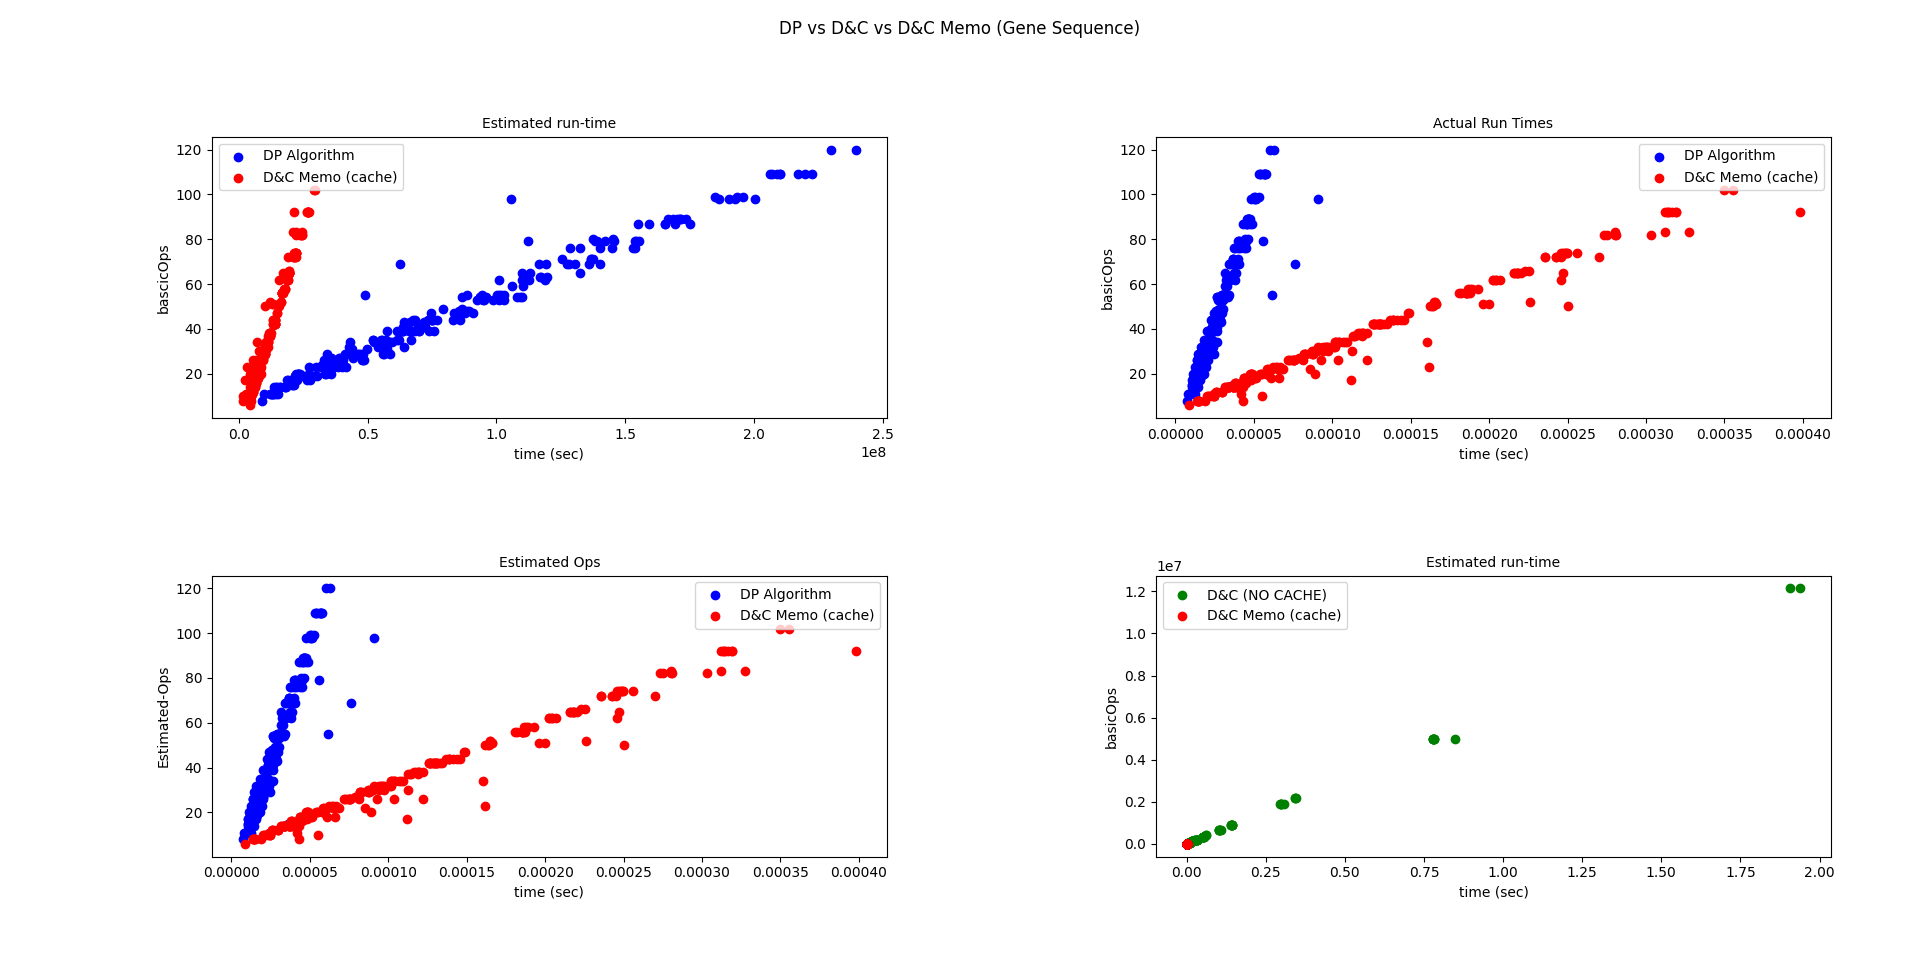 DP vs D&C vs D&C Memo (Gene Sequence)
Estimated run-time
DP Algorithm
D&C Memo (cache)
bascicOps
120
100
80
60
40
20
0.0 0.5 1.0 1.5 2.0 2.5
1e8
time (sec)
Actual Run Times
DP Algorithm
D&C Memo (cache)
basicOps
120
100
80
60
40
20
0.00000 0.00005 0.00010 0.00015 0.00020 0.00025 0.00030 0.00035 0.00040
time (sec)
Estimated Ops
DP Algorithm
D&C Memo (cache)
Estimated-Ops
120
100
80
60
40
20
0.00000 0.00005 0.00010 0.00015 0.00020 0.00025 0.00030 0.00035 0.00040
time (sec)
Estimated run-time
1e7
D&C (NO CACHE)
D&C Memo (cache)
basicOps
1.2
1.0
0.8
0.6
0.4
0.2
0.0
0.00 0.25 0.50 0.75 1.00 1.25 1.50 1.75 2.00
time (sec)